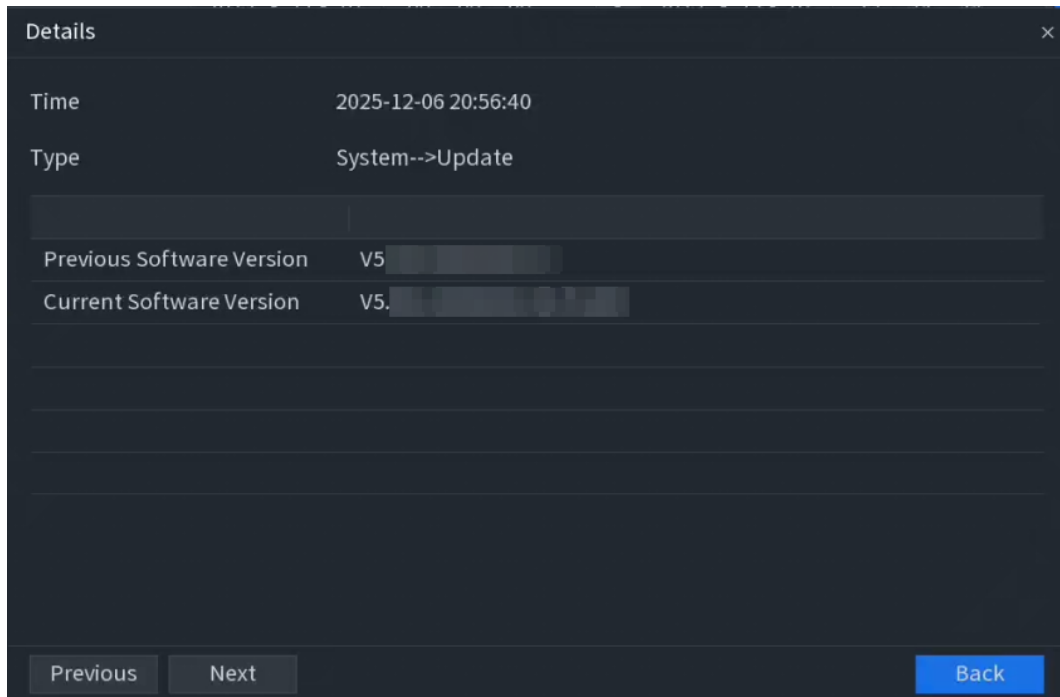 Details
Time 2025-12-06 20:56:40
Type System-->Update
Previous Software Version V5
Current Software Version V5.
Previous Next Back